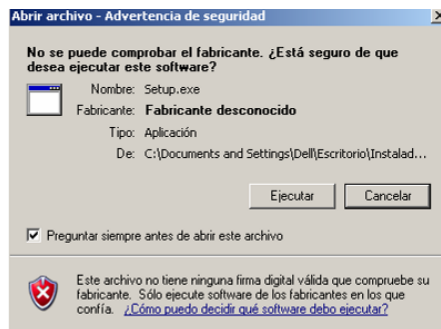 Abrir archivo - Advertencia de seguridad
No se puede comprobar el fabricante. ¿Está seguro de que
desea ejecutar este software?
Nombre: Setup.exe
Fabricante: Fabricante desconocido
Tipo: Aplicación
De: C:\Documents and Settings\Dell\Escritorio\Instalad...
Ejecutar Cancelar
Preguntar siempre antes de abrir este archivo
Este archivo no tiene ninguna firma digital válida que compruebe su
fabricante. Sólo ejecute software de los fabricantes en los que
confía. ¿Cómo puedo decidir qué software debo ejecutar?